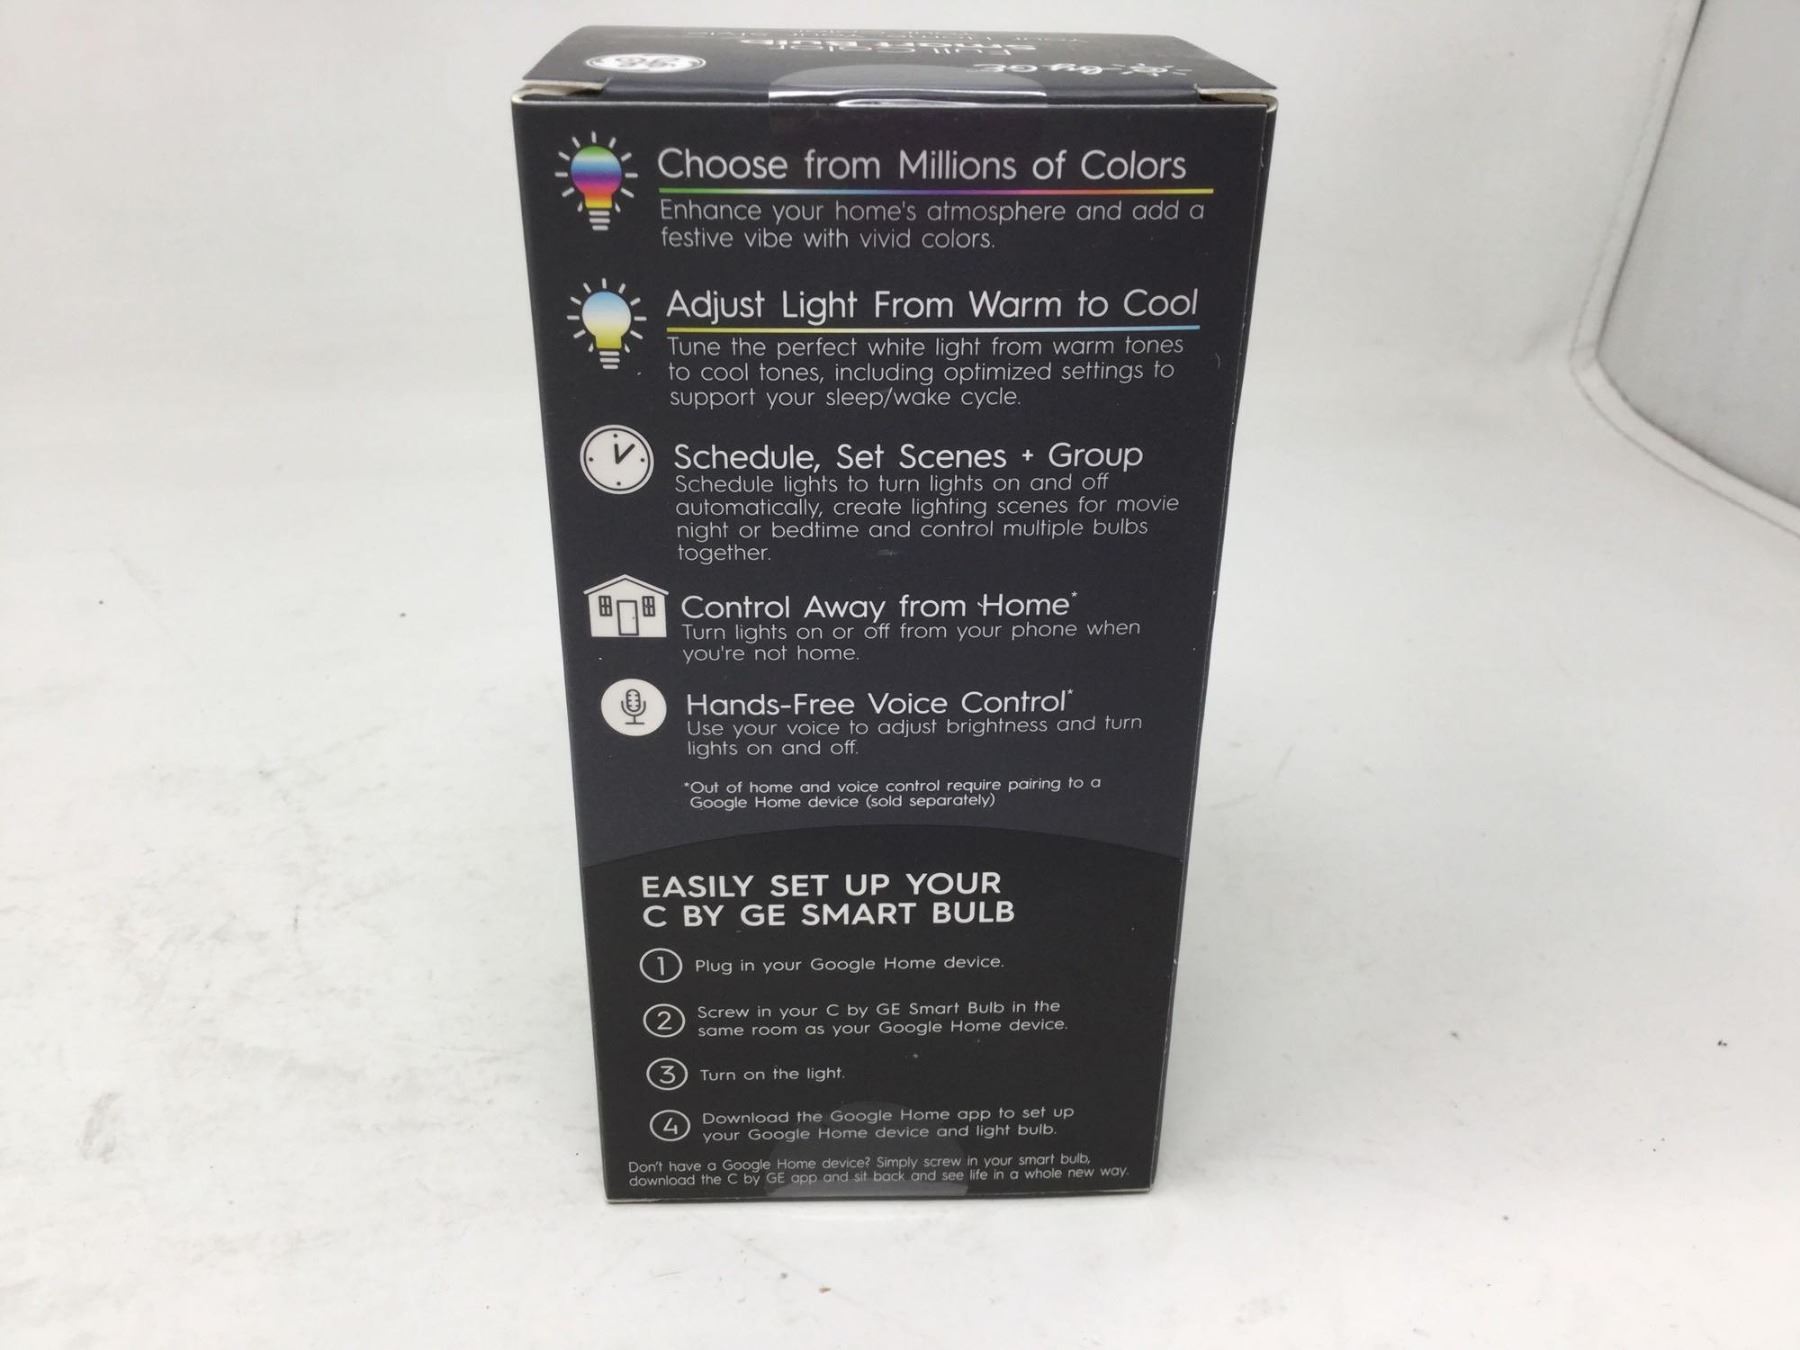 Full Color
Smart Bulb
by GE
GE
Choose from Millions of Colors
Enhance your home's atmosphere and add a
festive vibe with vivid colors.
Adjust Light From Warm to Cool
Tune the perfect white light from warm tones
to cool tones, including optimized settings to
support your sleep/wake cycle.
Schedule, Set Scenes + Group
Schedule lights to turn lights on and off
automatically, create lighting scenes for movie
night or bedtime and control multiple bulbs
together.
Control Away from Home*
Turn lights on or off from your phone when
you're not home.
Hands-Free Voice Control*
Use your voice to adjust brightness and turn
lights on and off.
*Out of home and voice control require pairing to a
Google Home device (sold separately)
EASILY SET UP YOUR
C BY GE SMART BULB
1 Plug in your Google Home device.
2 Screw in your C by GE Smart Bulb in the
same room as your Google Home device.
3 Turn on the light.
4 Download the Google Home app to set up
your Google Home device and light bulb.
Don't have a Google Home device? Simply screw in your smart bulb,
download the C by GE app and sit back and see life in a whole new way.